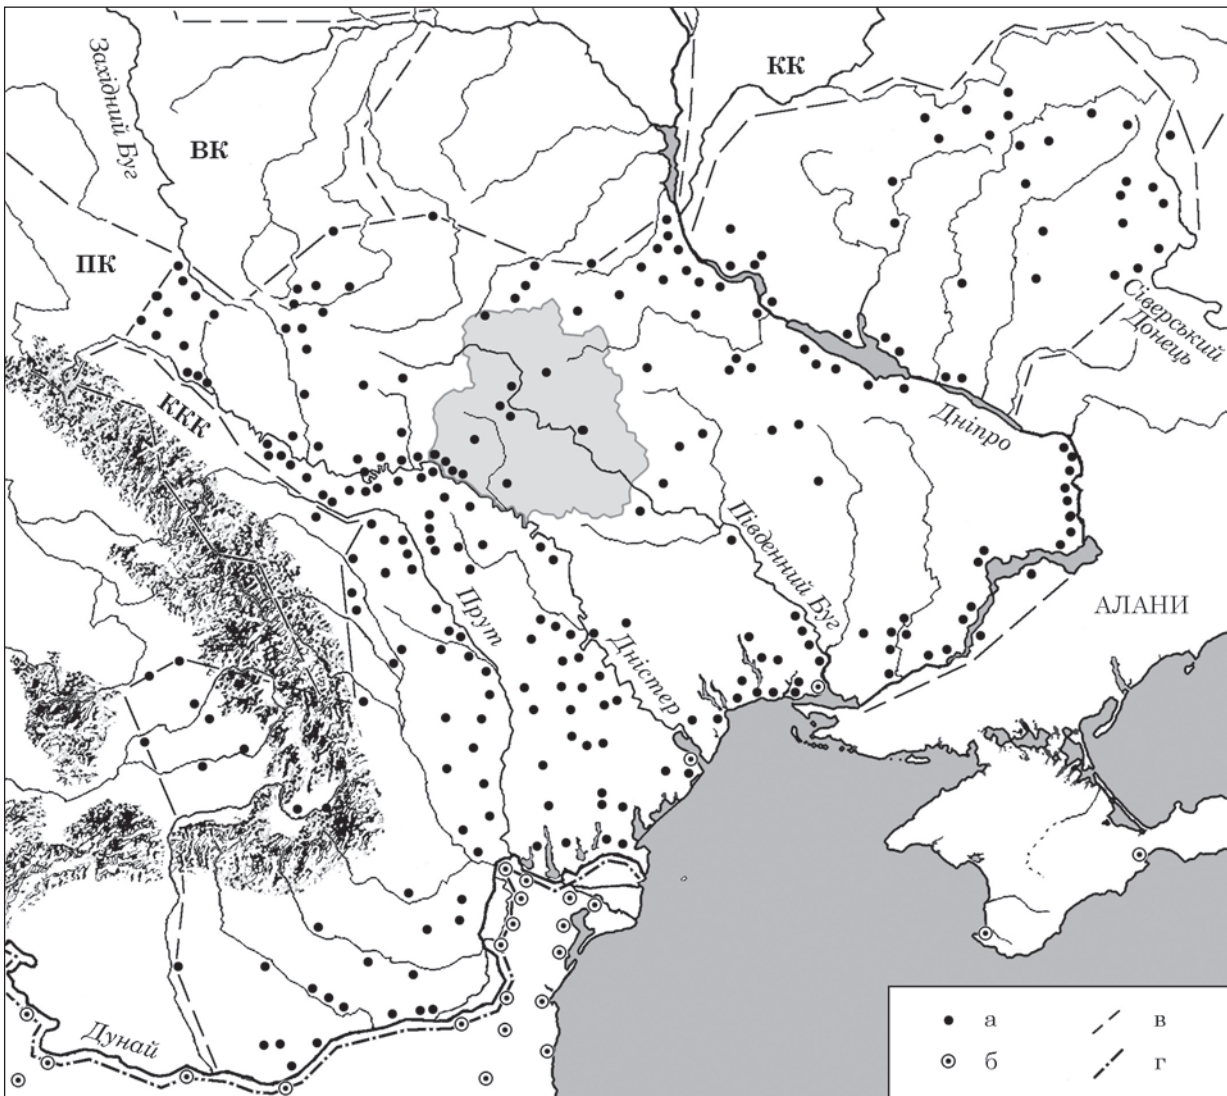 Західний Буг
ВК
КК
ПК
Сіверський
Донець
ККК
Дніпро
Південний Буг
Прут
Дністер
АЛАНИ
Дунай
а
в
б
г